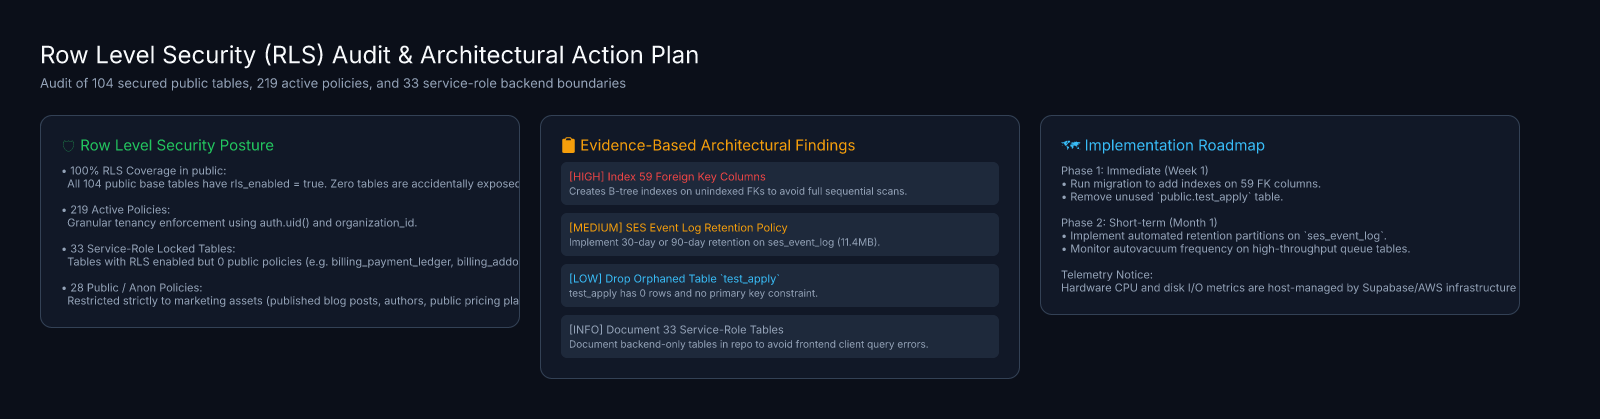 Row Level Security (RLS) Audit & Architectural Action Plan
Audit of 104 secured public tables, 219 active policies, and 33 service-role backend boundaries
Row Level Security Posture
• 100% RLS Coverage in public:
All 104 public base tables have rls_enabled = true. Zero tables are accidentally exposed
• 219 Active Policies:
Granular tenancy enforcement using auth.uid() and organization_id.
• 33 Service-Role Locked Tables:
Tables with RLS enabled but 0 public policies (e.g. billing_payment_ledger, billing_addo
• 28 Public / Anon Policies:
Restricted strictly to marketing assets (published blog posts, authors, public pricing pla
Evidence-Based Architectural Findings
[HIGH] Index 59 Foreign Key Columns
Creates B-tree indexes on unindexed FKs to avoid full sequential scans.
[MEDIUM] SES Event Log Retention Policy
Implement 30-day or 90-day retention on ses_event_log (11.4MB).
[LOW] Drop Orphaned Table `test_apply`
test_apply has 0 rows and no primary key constraint.
[INFO] Document 33 Service-Role Tables
Document backend-only tables in repo to avoid frontend client query errors.
Implementation Roadmap
Phase 1: Immediate (Week 1)
• Run migration to add indexes on 59 FK columns.
• Remove unused `public.test_apply` table.
Phase 2: Short-term (Month 1)
• Implement automated retention partitions on `ses_event_log`.
• Monitor autovacuum frequency on high-throughput queue tables.
Telemetry Notice:
Hardware CPU and disk I/O metrics are host-managed by Supabase/AWS infrastructure